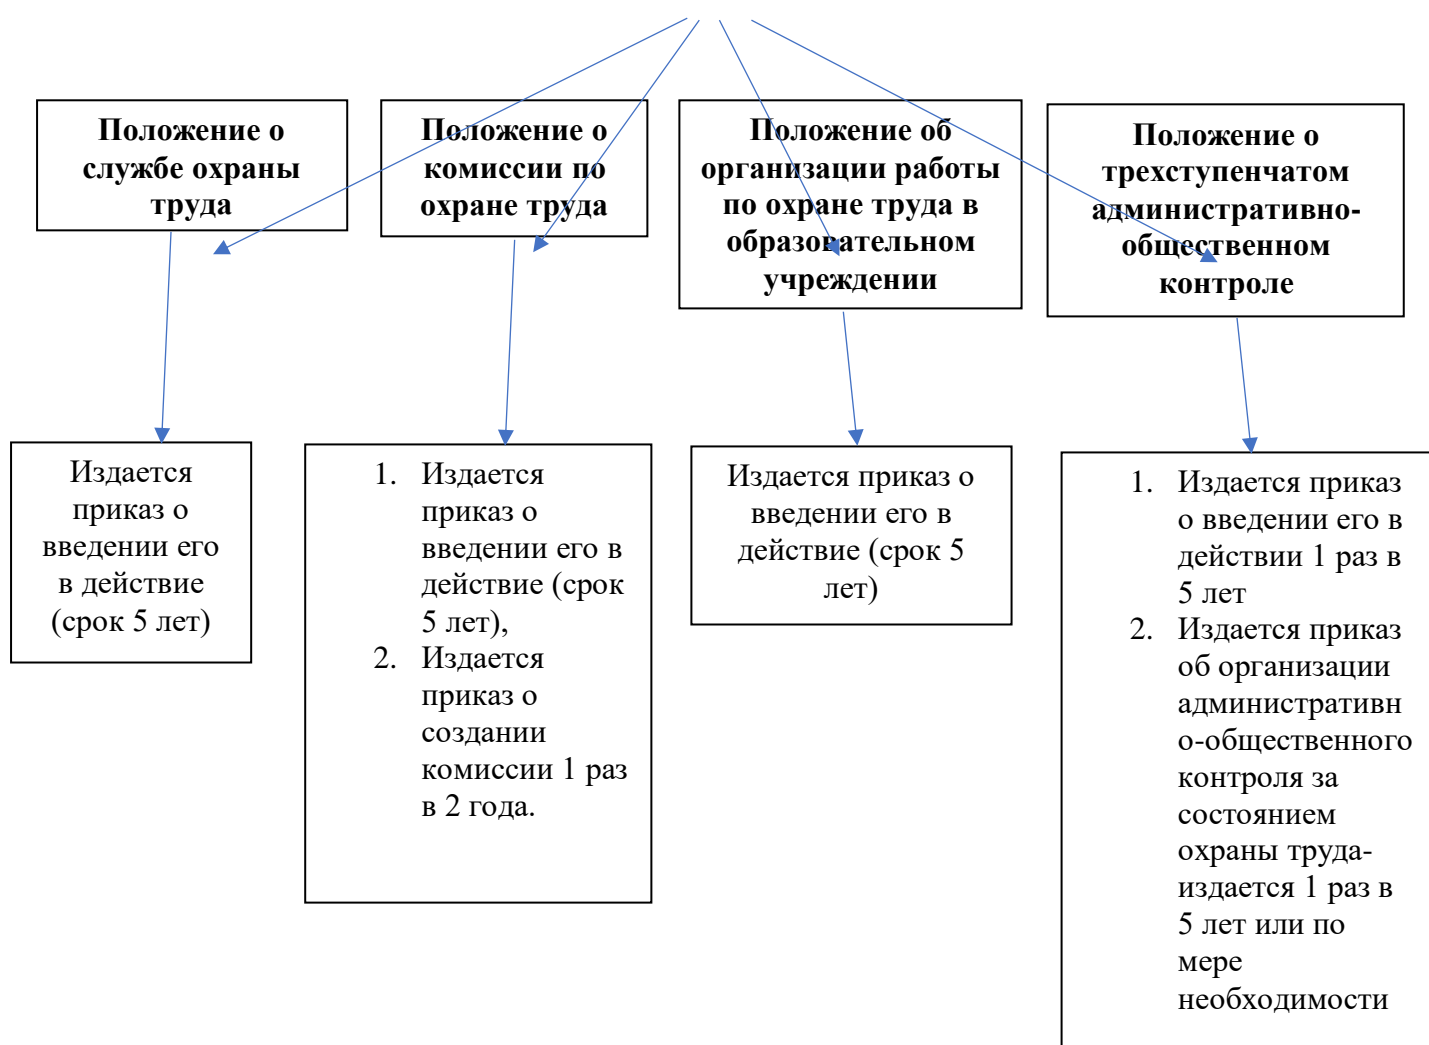 Положение о
службе охраны
труда
Положение о
комиссии по
охране труда
Положение об
организации работы
по охране труда в
образовательном
учреждении
Положение о
трехступенчатом
административно-
общественном
контроле
Издается
приказ о
введении его
в действие
(срок 5 лет)
1. Издается
приказ о
введении его в
действие (срок
5 лет),
2. Издается
приказ о
создании
комиссии 1 раз
в 2 года.
Издается приказ о
введении его в
действие (срок 5
лет)
1. Издается приказ
о введении его в
действии 1 раз в
5 лет
2. Издается приказ
об организации
административн
о-общественного
контроля за
состоянием
охраны труда-
издается 1 раз в
5 лет или по
мере
необходимости